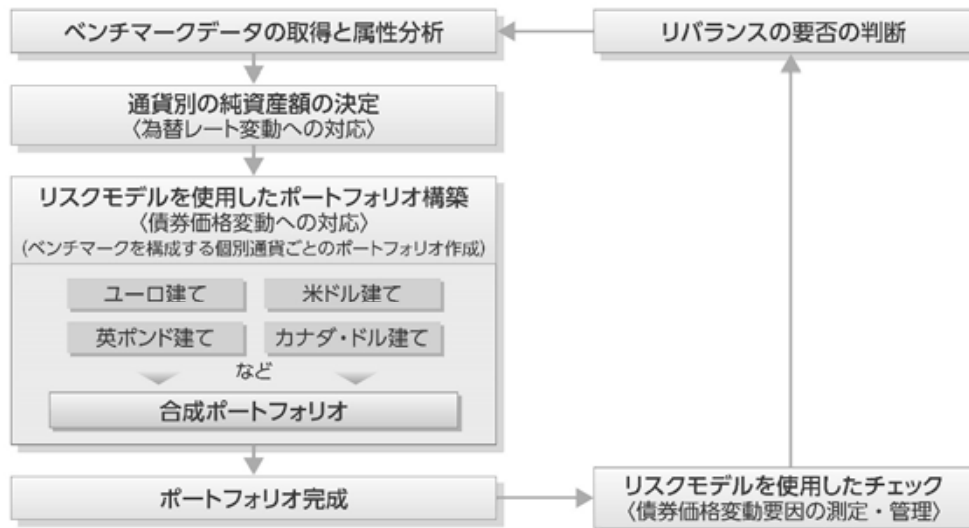 ベンチマークデータの取得と属性分析
リバランスの要否の判断
通貨別の純資産額の決定
〈為替レート変動への対応〉
リスクモデルを使用したポートフォリオ構築
〈債券価格変動への対応〉
(ベンチマークを構成する個別通貨ごとのポートフォリオ作成)
ユーロ建て
米ドル建て
英ポンド建て
カナダ・ドル建て
など
合成ポートフォリオ
ポートフォリオ完成
リスクモデルを使用したチェック
〈債券価格変動要因の測定・管理〉